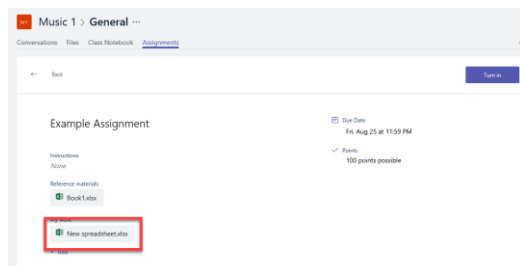 Music 1 > General ...
Conversations Files Class Notebook Assignments
← Back
Turn in
Example Assignment
Due Date
Fri, Aug 25 at 11:59 PM
Instructions
None
Points
100 points possible
Reference materials
Book1.xlsx
New spreadsheet.xlsx
+ Add